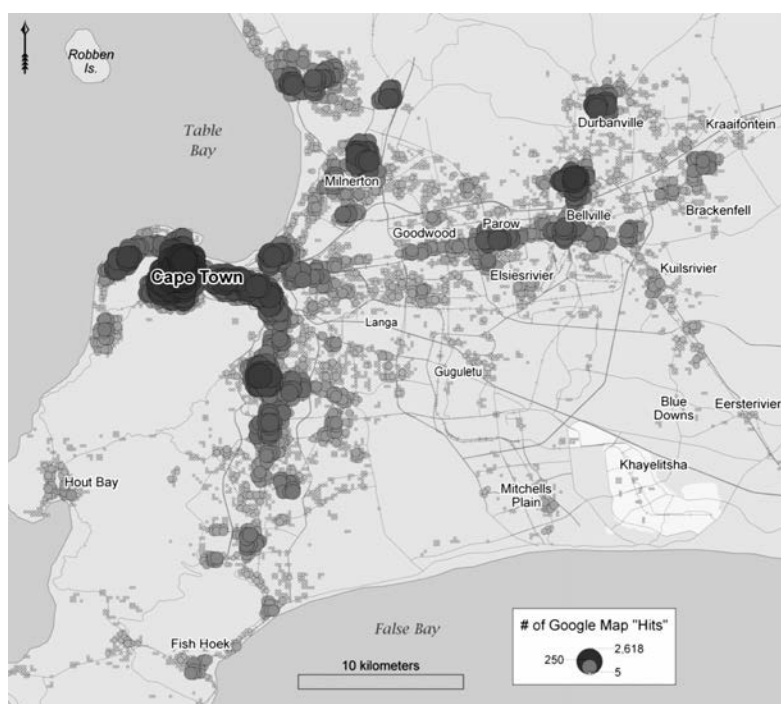 Robben
Is.
Table
Bay
Durbanville
Kraaifontein
Milnerton
Bellville
Brackenfell
Parow
Goodwood
Cape Town
Elsiesrivier
Kuilsrivier
Langa
Guguletu
Blue
Downs
Eersterivier
Khayelitsha
Hout Bay
Mitchells
Plain
False Bay
Fish Hoek
10 kilometers
# of Google Map "Hits"
2,618
250
5